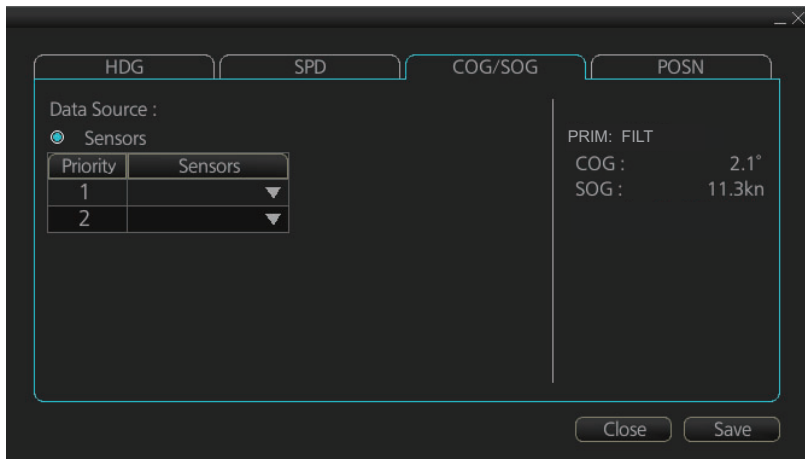 HDG SPD COG/SOG POSN
Data Source :
Sensors
Priority Sensors
1
2
PRIM: FILT
COG : 2.1°
SOG : 11.3kn
Close Save